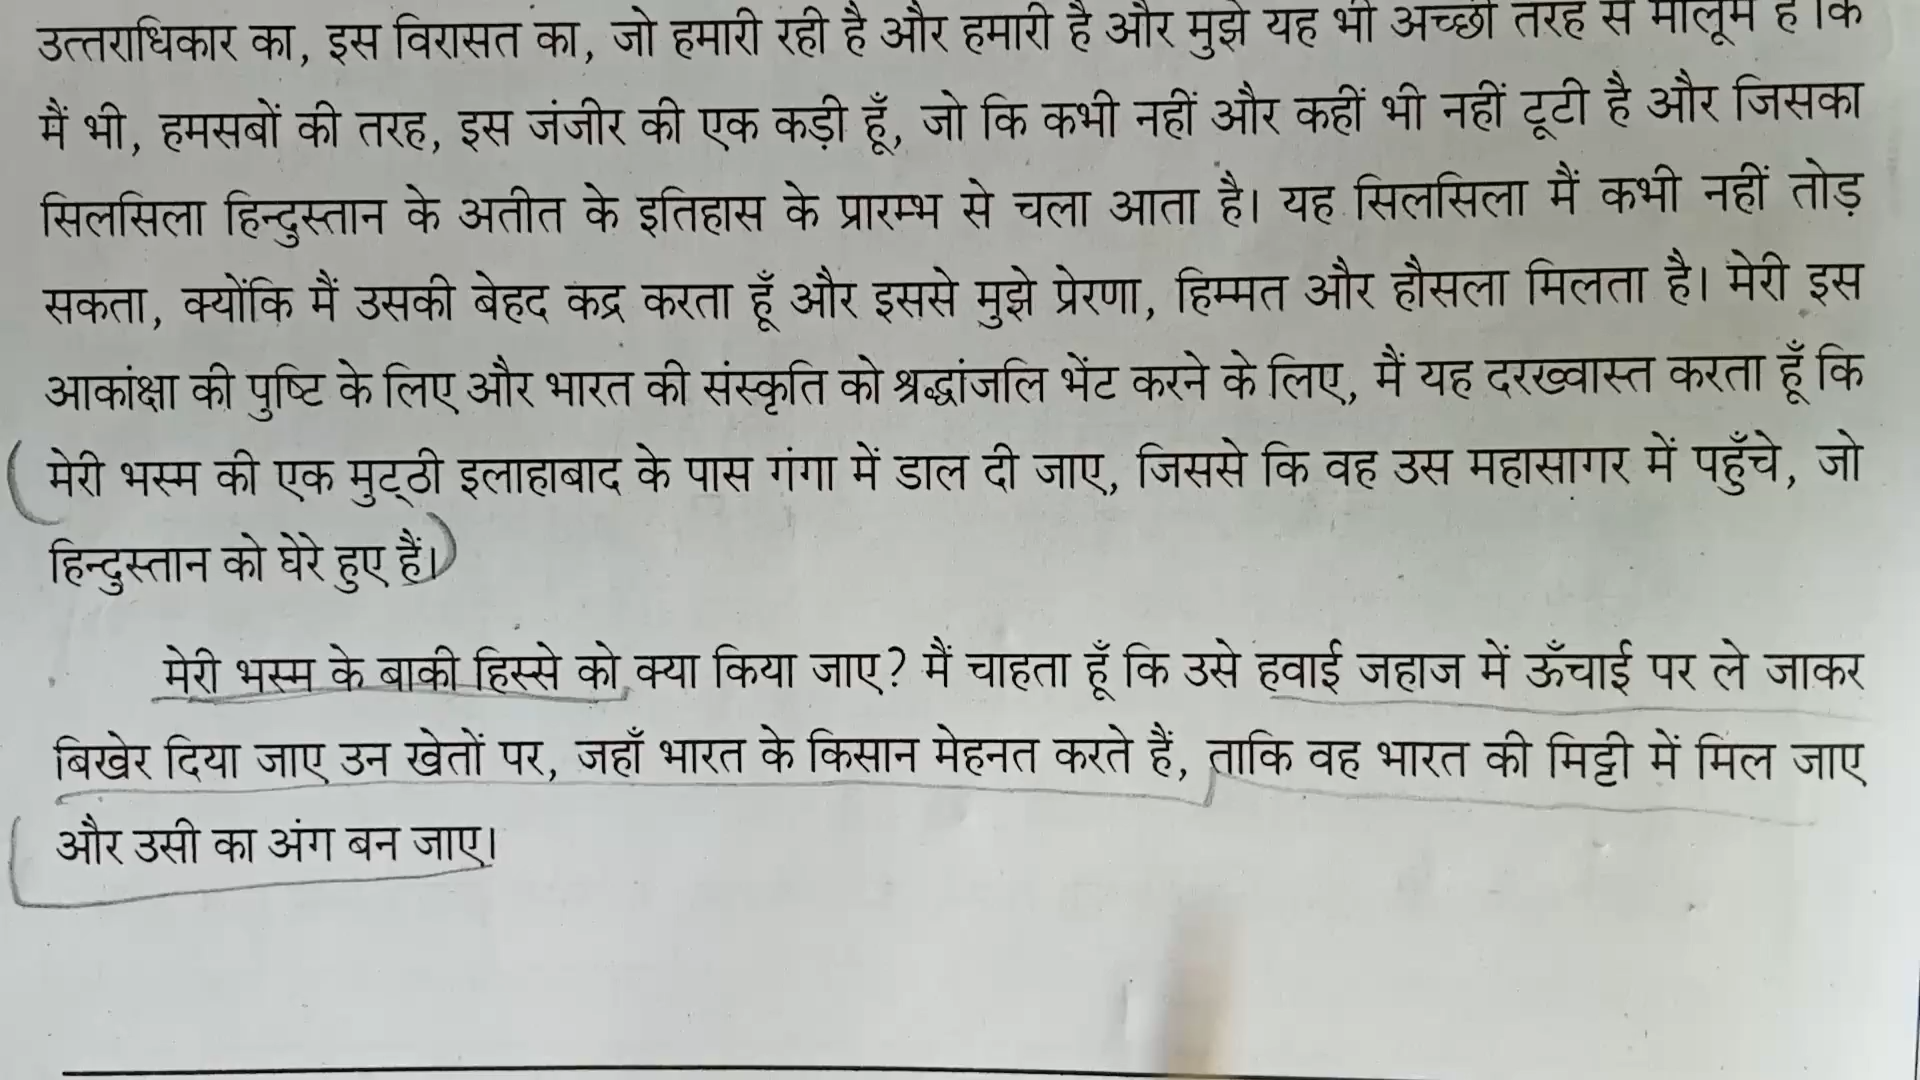 उत्तराधिकार का, इस विरासत का, जो हमारी रही है और हमारी है और मुझे यह भी अच्छी तरह से मालूम है कि
मैं भी, हमसबों की तरह, इस जंजीर की एक कड़ी हूँ, जो कि कभी नहीं और कहीं भी नहीं टूटी है और जिसका
सिलसिला हिन्दुस्तान के अतीत के इतिहास के प्रारम्भ से चला आता है। यह सिलसिला मैं कभी नहीं तोड़
सकता, क्योंकि मैं उसकी बेहद कद्र करता हूँ और इससे मुझे प्रेरणा, हिम्मत और हौसला मिलता है। मेरी इस
आकांक्षा की पुष्टि के लिए और भारत की संस्कृति को श्रद्धांजलि भेंट करने के लिए, मैं यह दरख्वास्त करता हूँ कि
मेरी भस्म की एक मुट्ठी इलाहाबाद के पास गंगा में डाल दी जाए, जिससे कि वह उस महासागर में पहुँचे, जो
हिन्दुस्तान को घेरे हुए हैं।
मेरी भस्म के बाकी हिस्से को क्या किया जाए? मैं चाहता हूँ कि उसे हवाई जहाज में ऊँचाई पर ले जाकर
बिखेर दिया जाए उन खेतों पर, जहाँ भारत के किसान मेहनत करते हैं, ताकि वह भारत की मिट्टी में मिल जाए
और उसी का अंग बन जाए।